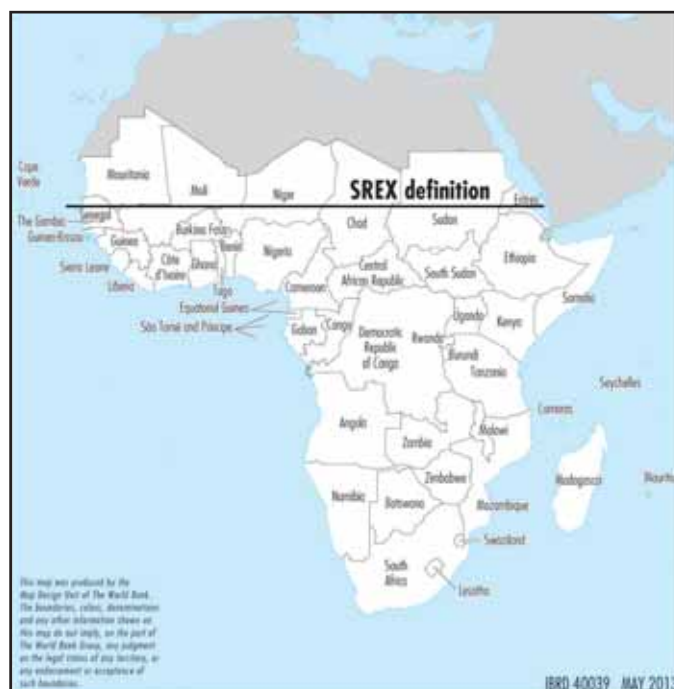 Cape
Verde
Mauritania
Mali
Niger
SREX definition
Chad
Sudan
Eritrea
Senegal
The Gambia
Guinea-Bissau
Guinea
Sierra Leone
Liberia
Côte
d'Ivoire
Burkina Faso
Ghana
Togo
Benin
Nigeria
Cameroon
Central
African Republic
South Sudan
Ethiopia
Somalia
Equatorial Guinea
São Tomé and Príncipe
Gabon
Congo
Democratic
Republic
of Congo
Uganda
Kenya
Rwanda
Burundi
Tanzania
Seychelles
Comoros
Angola
Zambia
Malawi
Zimbabwe
Mozambique
Madagascar
Mauriti
Namibia
Botswana
Swaziland
South
Africa
Lesotho
This map was produced by the
Map Design Unit of The World Bank.
The boundaries, colors, denominations
and any other information shown on
this map do not imply, on the part of
The World Bank Group, any judgment
on the legal status of any territory, or
any endorsement or acceptance of
such boundaries.
IBRD 40039 MAY 2013